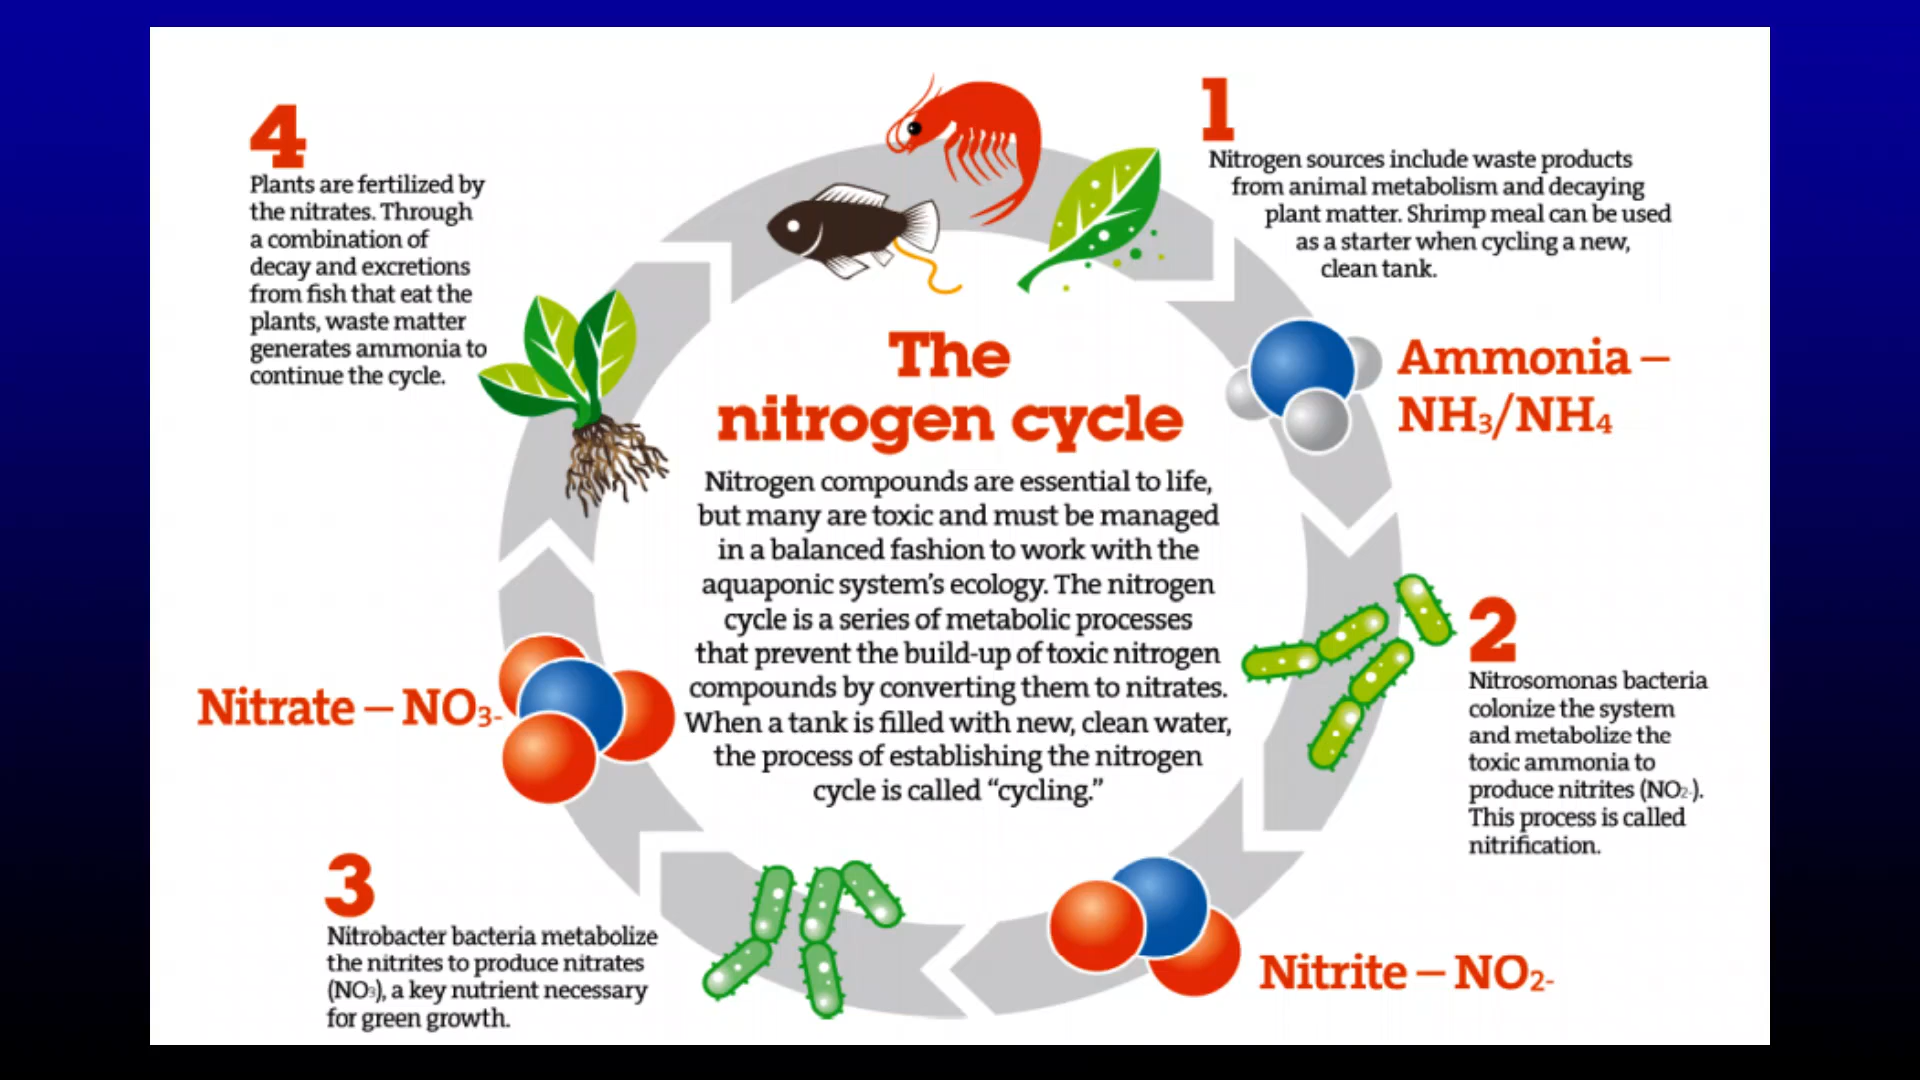 The
nitrogen cycle
Nitrogen compounds are essential to life,
but many are toxic and must be managed
in a balanced fashion to work with the
aquaponic system's ecology. The nitrogen
cycle is a series of metabolic processes
that prevent the build-up of toxic nitrogen
compounds by converting them to nitrates.
When a tank is filled with new, clean water,
the process of establishing the nitrogen
cycle is called “cycling.”
1
Nitrogen sources include waste products
from animal metabolism and decaying
plant matter. Shrimp meal can be used
as a starter when cycling a new,
clean tank.
Ammonia –
NH3/NH4
2
Nitrosomonas bacteria
colonize the system
and metabolize the
toxic ammonia to
produce nitrites (NO2-).
This process is called
nitrification.
Nitrite – NO2-
3
Nitrobacter bacteria metabolize
the nitrites to produce nitrates
(NO3), a key nutrient necessary
for green growth.
Nitrate – NO3-
4
Plants are fertilized by
the nitrates. Through
a combination of
decay and excretions
from fish that eat the
plants, waste matter
generates ammonia to
continue the cycle.